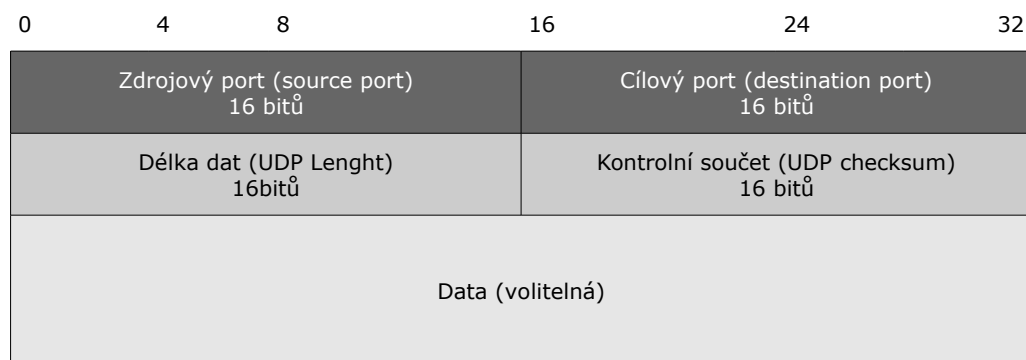 0 4 8 16 24 32
Zdrojový port (source port)
16 bitů
Cílový port (destination port)
16 bitů
Délka dat (UDP Lenght)
16bitů
Kontrolní součet (UDP checksum)
16 bitů
Data (volitelná)